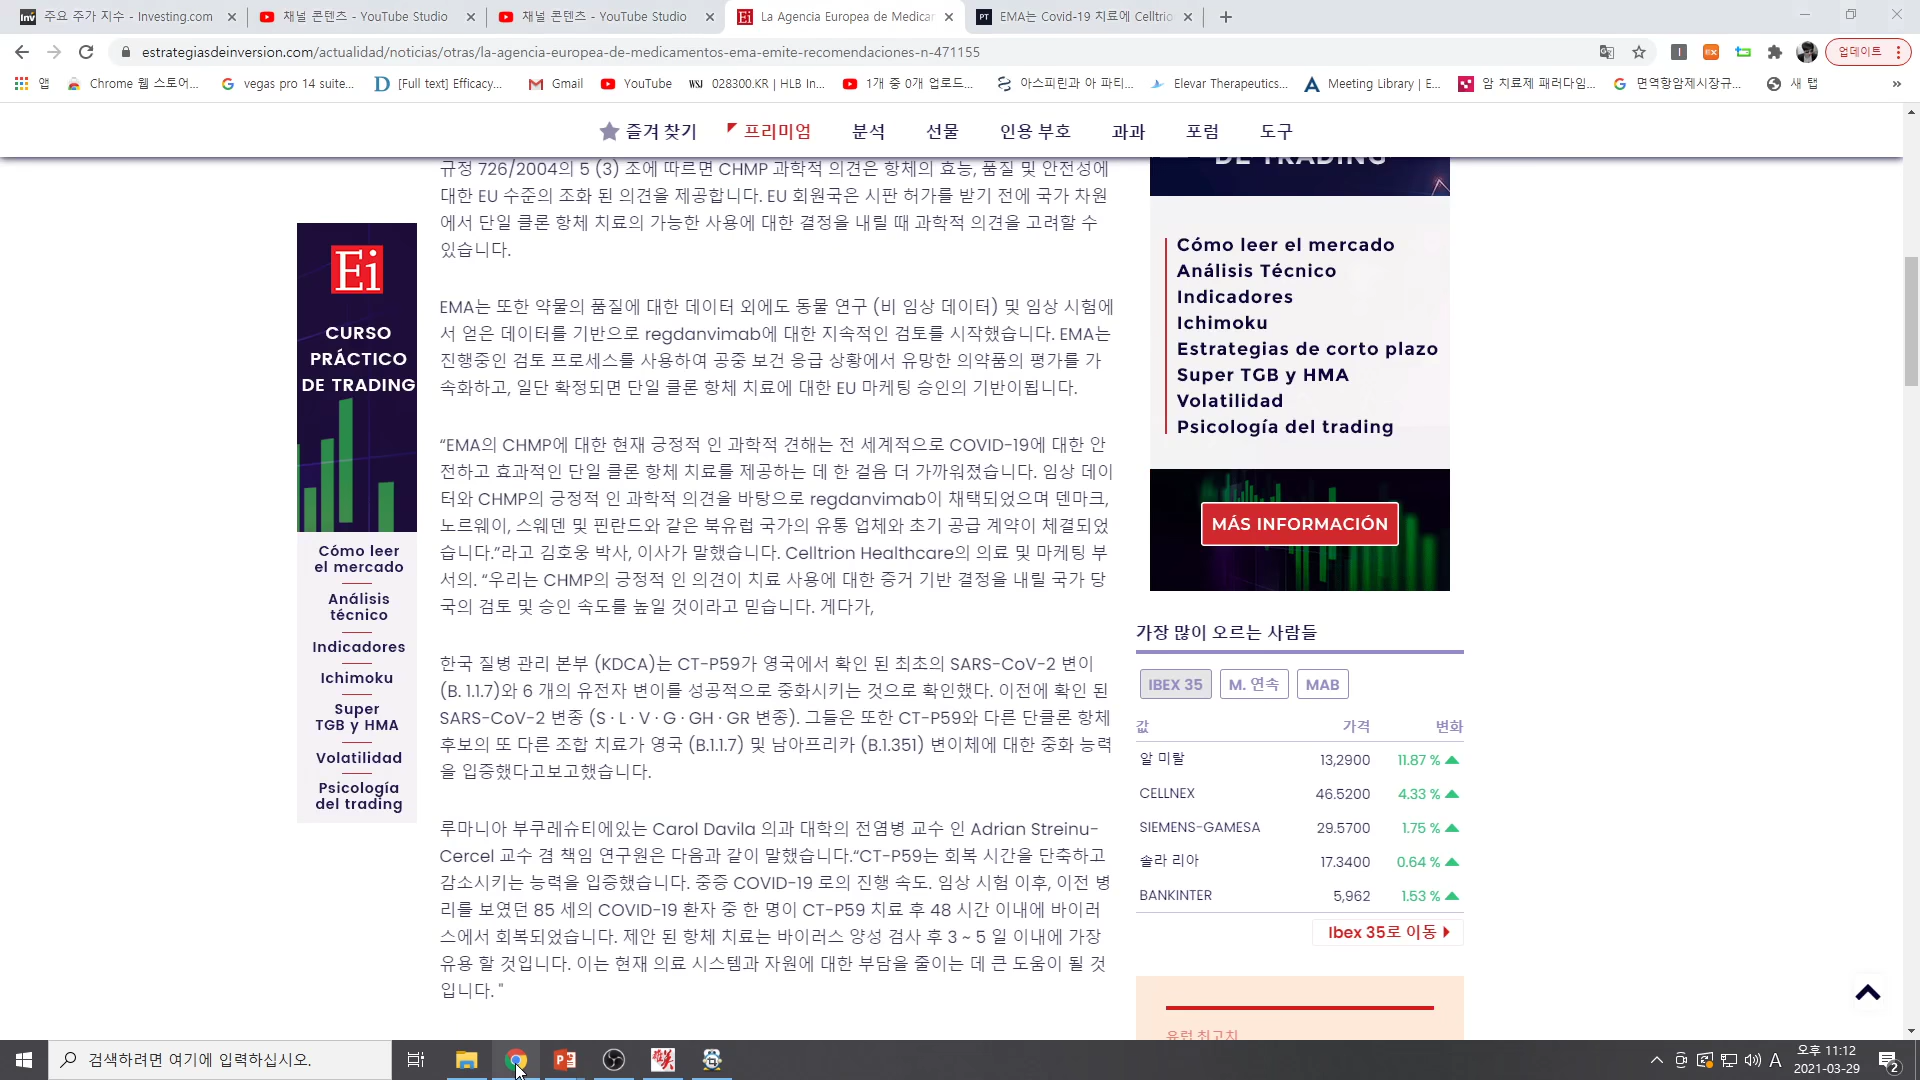 주요 주가 지수 - Investing.com
채널 콘텐츠 - YouTube Studio
채널 콘텐츠 - YouTube Studio
La Agencia Europea de Medicam
EMA는 Covid-19 치료에 Celltrio
estrategiasdeinversion.com/actualidad/noticias/otras/la-agencia-europea-de-medicamentos-ema-emite-recomendaciones-n-471155
업데이트
앱
Chrome 웹 스토어...
vegas pro 14 suite...
[Full text] Efficacy...
Gmail
YouTube
WSJ 028300.KR | HLB In...
1개 중 0개 업로드...
아스피린과 아 파티...
Elevar Therapeutics...
Meeting Library | E...
암 치료제 패러다임...
면역항암제시장규...
새 탭
즐겨 찾기
프리미엄
분석
선물
인용 부호
과과
포럼
도구
규정 726/2004의 5 (3) 조에 따르면 CHMP 과학적 의견은 항체의 효능, 품질 및 안전성에
대한 EU 수준의 조화 된 의견을 제공합니다. EU 회원국은 시판 허가를 받기 전에 국가 차원
에서 단일 클론 항체 치료의 가능한 사용에 대한 결정을 내릴 때 과학적 의견을 고려할 수
있습니다.
EMA는 또한 약물의 품질에 대한 데이터 외에도 동물 연구 (비 임상 데이터) 및 임상 시험에
서 얻은 데이터를 기반으로 regdanvimab에 대한 지속적인 검토를 시작했습니다. EMA는
진행중인 검토 프로세스를 사용하여 공중 보건 응급 상황에서 유망한 의약품의 평가를 가
속화하고, 일단 확정되면 단일 클론 항체 치료에 대한 EU 마케팅 승인의 기반이됩니다.
“EMA의 CHMP에 대한 현재 긍정적 인 과학적 견해는 전 세계적으로 COVID-19에 대한 안
전하고 효과적인 단일 클론 항체 치료를 제공하는 데 한 걸음 더 가까워졌습니다. 임상 데이
터와 CHMP의 긍정적 인 과학적 의견을 바탕으로 regdanvimab이 채택되었으며 덴마크,
노르웨이, 스웨덴 및 핀란드와 같은 북유럽 국가의 유통 업체와 초기 공급 계약이 체결되었
습니다.”라고 김호웅 박사, 이사가 말했습니다. Celltrion Healthcare의 의료 및 마케팅 부
서의. “우리는 CHMP의 긍정적 인 의견이 치료 사용에 대한 증거 기반 결정을 내릴 국가 당
국의 검토 및 승인 속도를 높일 것이라고 믿습니다. 게다가,
한국 질병 관리 본부 (KDCA)는 CT-P59가 영국에서 확인 된 최초의 SARS-CoV-2 변이
(B. 1.1.7)와 6 개의 유전자 변이를 성공적으로 중화시키는 것으로 확인했다. 이전에 확인 된
SARS-CoV-2 변종 (S · L · V · G · GH · GR 변종). 그들은 또한 CT-P59와 다른 단클론 항체
후보의 또 다른 조합 치료가 영국 (B.1.1.7) 및 남아프리카 (B.1.351) 변이체에 대한 중화 능력
을 입증했다고보고했습니다.
루마니아 부쿠레슈티에있는 Carol Davila 의과 대학의 전염병 교수 인 Adrian Streinu-
Cercel 교수 겸 책임 연구원은 다음과 같이 말했습니다.“CT-P59는 회복 시간을 단축하고
감소시키는 능력을 입증했습니다. 중증 COVID-19 로의 진행 속도. 임상 시험 이후, 이전 병
리를 보였던 85 세의 COVID-19 환자 중 한 명이 CT-P59 치료 후 48 시간 이내에 바이러
스에서 회복되었습니다. 제안 된 항체 치료는 바이러스 양성 검사 후 3 ~ 5 일 이내에 가장
유용 할 것입니다. 이는 현재 의료 시스템과 자원에 대한 부담을 줄이는 데 큰 도움이 될 것
입니다. "
Ei
CURSO
PRÁCTICO
DE TRADING
Cómo leer
el mercado
Análisis
técnico
Indicadores
Ichimoku
Super
TGB y HMA
Volatilidad
Psicología
del trading
DE TRADING
Cómo leer el mercado
Análisis Técnico
Indicadores
Ichimoku
Estrategias de corto plazo
Super TGB y HMA
Volatilidad
Psicología del trading
MÁS INFORMACIÓN
가장 많이 오르는 사람들
IBEX 35 M. 연속 MAB
값 가격 변화
알 미랄 13,2900 11.87 %
CELLNEX 46.5200 4.33 %
SIEMENS-GAMESA 29.5700 1.75 %
솔라 리아 17.3400 0.64 %
BANKINTER 5,962 1.53 %
Ibex 35로 이동
유럽 최고치
검색하려면 여기에 입력하십시오.
A
오후 11:12
2021-03-29
2